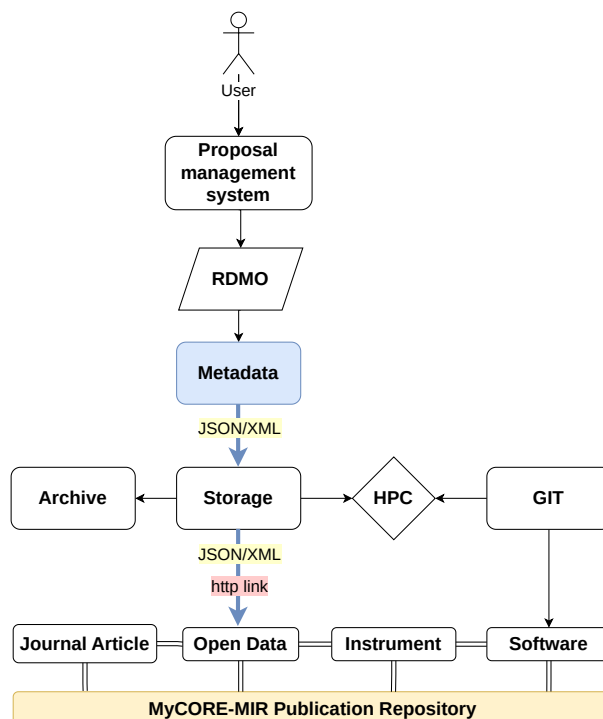 User
Proposal
management
system
RDMO
Metadata
JSON/XML
Archive
Storage
HPC
GIT
JSON/XML
http link
Journal Article
Open Data
Instrument
Software
MyCORE-MIR Publication Repository